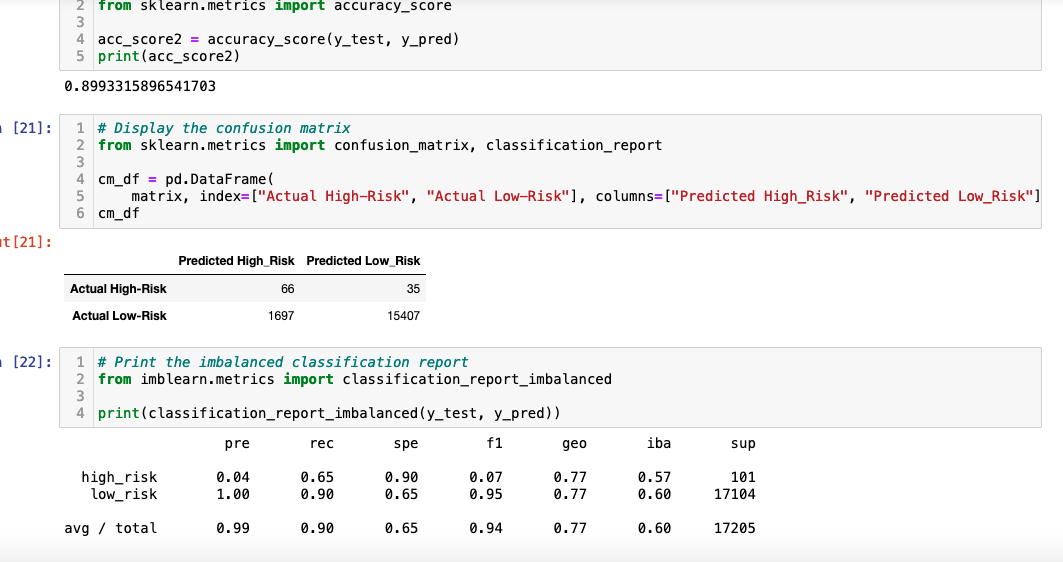 2 from sklearn.metrics import accuracy_score
3
4 acc_score2 = accuracy_score(y_test, y_pred)
5 print(acc_score2)
0.8993315896541703
[21]:
1 # Display the confusion matrix
2 from sklearn.metrics import confusion_matrix, classification_report
3
4 cm_df = pd.DataFrame(
5 matrix, index=["Actual High-Risk", "Actual Low-Risk"], columns=["Predicted High_Risk", "Predicted Low_Risk"]
6 cm_df
t[21]:
Predicted High_Risk Predicted Low_Risk
Actual High-Risk 66 35
Actual Low-Risk 1697 15407
[22]:
1 # Print the imbalanced classification report
2 from imblearn.metrics import classification_report_imbalanced
3
4 print(classification_report_imbalanced(y_test, y_pred))
pre rec spe f1 geo iba sup
high_risk 0.04 0.65 0.90 0.07 0.77 0.57 101
low_risk 1.00 0.90 0.65 0.95 0.77 0.60 17104
avg / total 0.99 0.90 0.65 0.94 0.77 0.60 17205